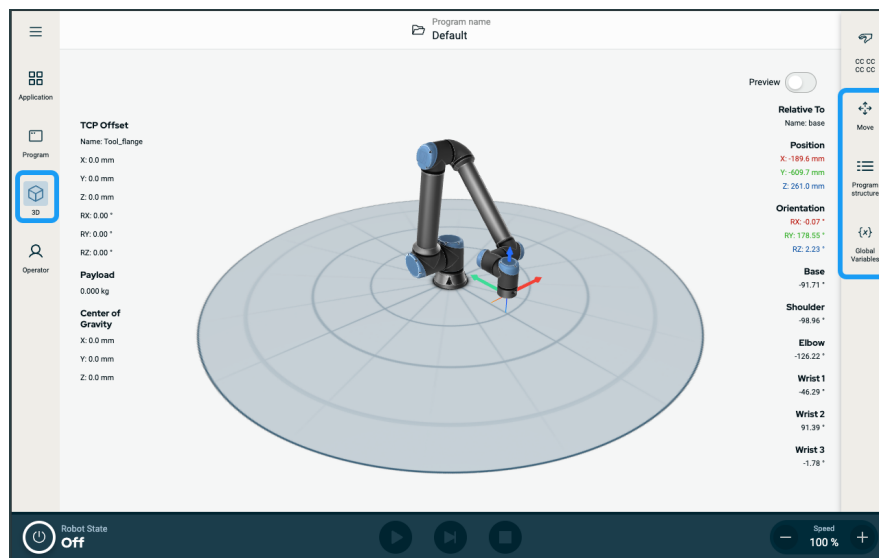 Program name
Default
Application
Program
3D
Operator
TCP Offset
Name: Tool_flange
X: 0.0 mm
Y: 0.0 mm
Z: 0.0 mm
RX: 0.00 °
RY: 0.00 °
RZ: 0.00 °
Payload
0.000 kg
Center of
Gravity
X: 0.0 mm
Y: 0.0 mm
Z: 0.0 mm
Preview
Relative To
Name: base
Position
X: -189.6 mm
Y: -609.7 mm
Z: 261.0 mm
Orientation
RX: -0.07 °
RY: 178.55 °
RZ: 2.23 °
Base
-91.71 °
Shoulder
-98.96 °
Elbow
-126.22 °
Wrist 1
-46.29 °
Wrist 2
91.39 °
Wrist 3
-1.78 °
CC CC
CC CC
Move
Program
structure
{x}
Global
Variables
Robot State
Off
Speed
100 %